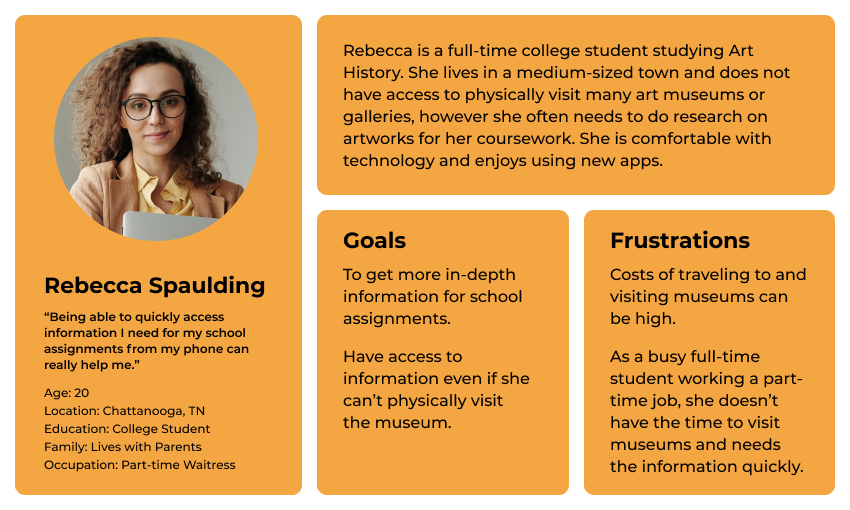 Rebecca Spaulding
“Being able to quickly access
information I need for my school
assignments from my phone can
really help me.”
Age: 20
Location: Chattanooga, TN
Education: College Student
Family: Lives with Parents
Occupation: Part-time Waitress
Rebecca is a full-time college student studying Art
History. She lives in a medium-sized town and does not
have access to physically visit many art museums or
galleries, however she often needs to do research on
artworks for her coursework. She is comfortable with
technology and enjoys using new apps.
Goals
To get more in-depth
information for school
assignments.
Have access to
information even if she
can’t physically visit
the museum.
Frustrations
Costs of traveling to and
visiting museums can
be high.
As a busy full-time
student working a part-
time job, she doesn’t
have the time to visit
museums and needs
the information quickly.